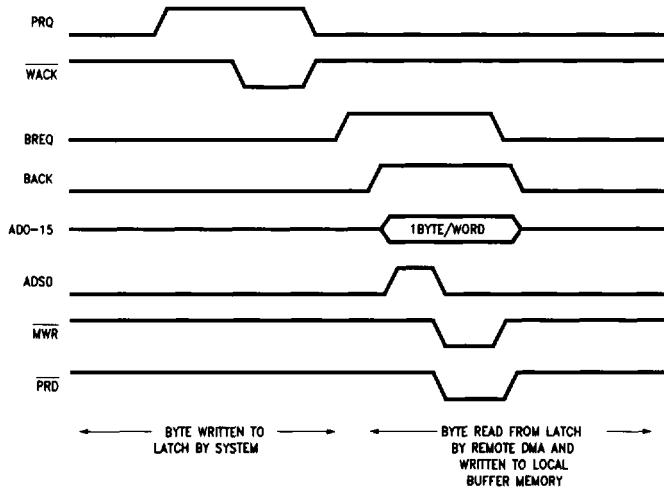 PRQ
WACK
BREQ
BACK
AD0-15
1BYTE/WORD
ADS0
MWR
PRD
BYTE WRITTEN TO
LATCH BY SYSTEM
BYTE READ FROM LATCH
BY REMOTE DMA AND
WRITTEN TO LOCAL
BUFFER MEMORY